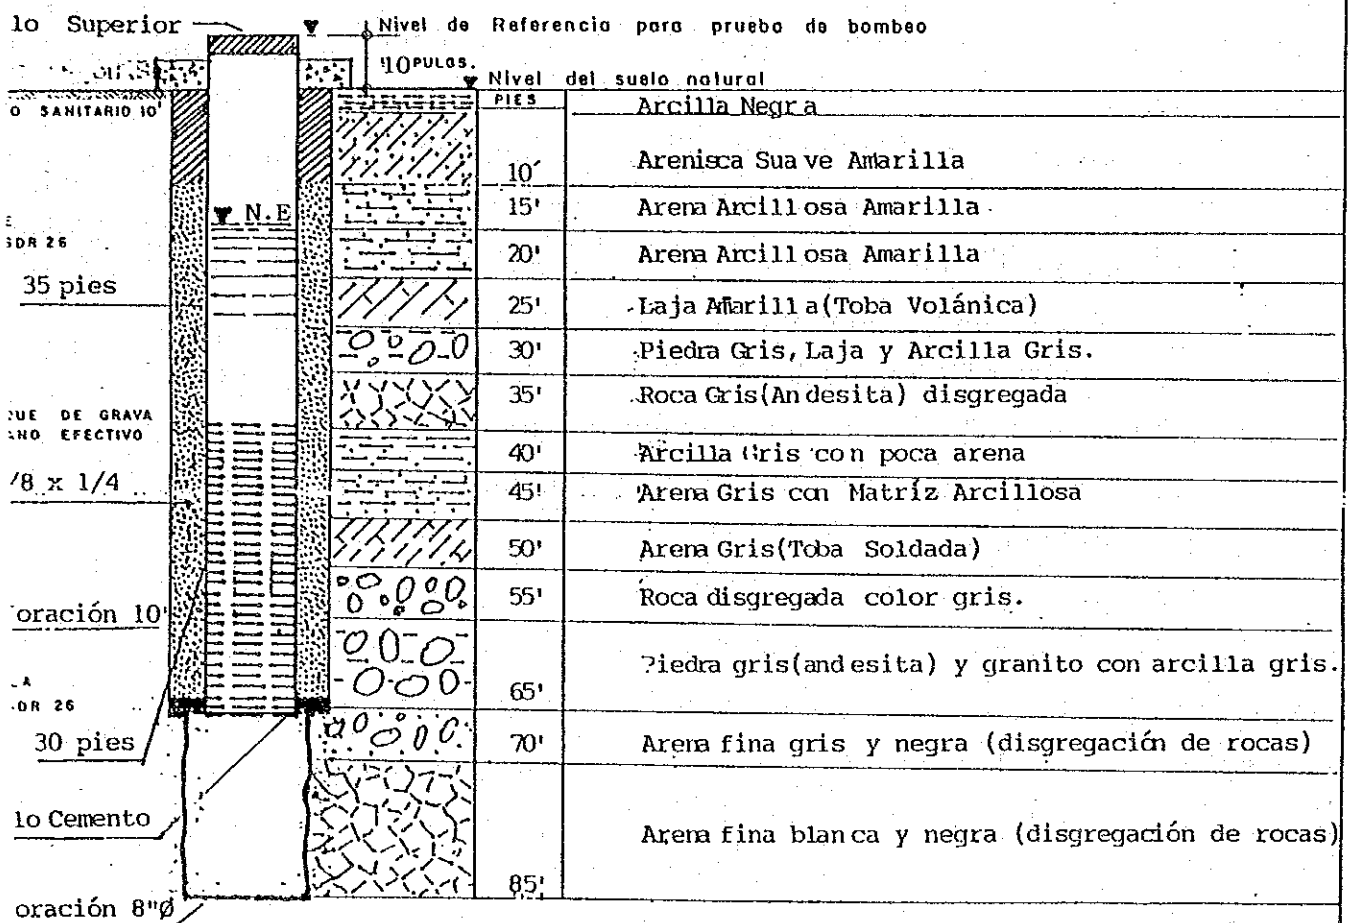 lo Superior
Nivel de Referencia para prueba de bombeo
10 PULGS.
Nivel del suelo natural
O SANITARIO 10'
PIES
Arcilla Negra
10' Arenisca Suave Amarilla
N.E
15' Arena Arcillosa Amarilla
SDR 26
20' Arena Arcillosa Amarilla
35 pies
25' Laja Amarilla(Toba Volánica)
30' Piedra Gris, Laja y Arcilla Gris.
35' Roca Gris(Andesita) disgregada
QUE DE GRAVA
ANO EFECTIVO
40' Arcilla Gris con poca arena
/8 x 1/4
45' Arena Gris con Matríz Arcillosa
50' Arena Gris(Toba Soldada)
55' Roca disgregada color gris.
oración 10'
65' Piedra gris(andesita) y granito con arcilla gris.
LA
DR 26
30 pies
70' Arena fina gris y negra (disgregación de rocas)
lo Cemento
85' Arena fina blanca y negra (disgregación de rocas)
oración 8"Ø